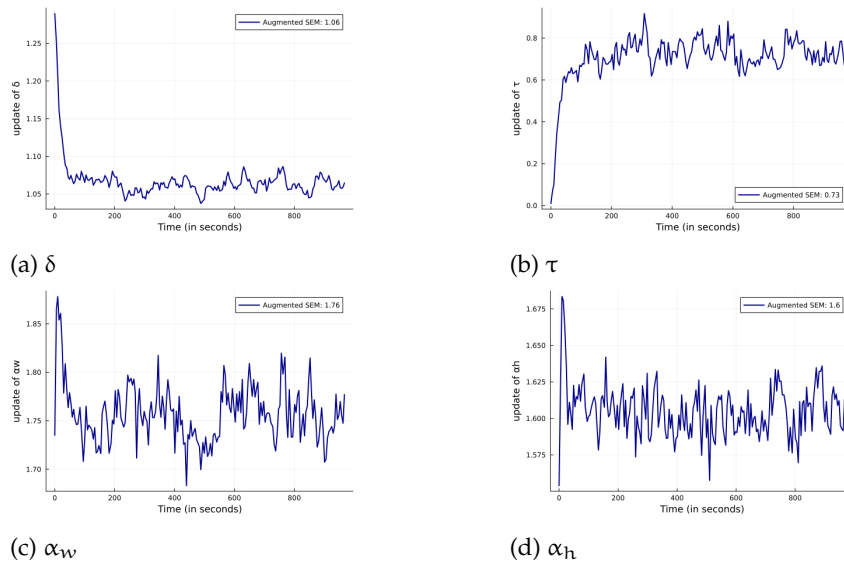 Augmented SEM: 1.06
1.25
1.20
1.15
1.10
1.05
update of δ
0 200 400 600 800
Time (in seconds)
(a) δ
0.8
0.6
0.4
0.2
0.0
update of τ
Augmented SEM: 0.73
0 200 400 600 800
Time (in seconds)
(b) τ
Augmented SEM: 1.76
1.85
1.80
1.75
1.70
update of αw
0 200 400 600 800
Time (in seconds)
(c) αw
Augmented SEM: 1.6
1.675
1.650
1.625
1.600
1.575
update of αh
0 200 400 600 800
Time (in seconds)
(d) αh